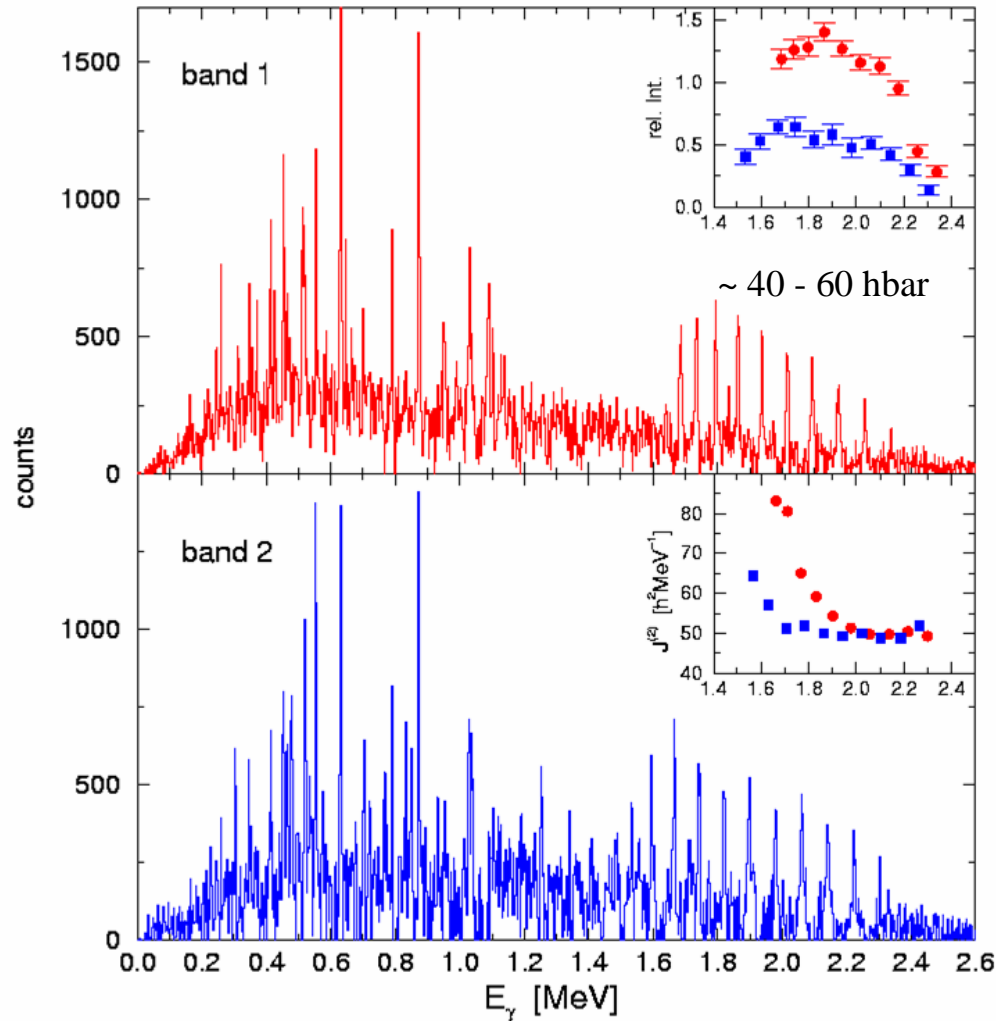 1500
1000
500
0
band 1
rel. Int.
1.5
1.0
0.5
0.0
1.4 1.6 1.8 2.0 2.2 2.4
~ 40 - 60 hbar
counts
1000
500
0
band 2
J⁽²⁾ [ħ²MeV⁻¹]
80
70
60
50
40
1.4 1.6 1.8 2.0 2.2 2.4
0.0 0.2 0.4 0.6 0.8 1.0 1.2 1.4 1.6 1.8 2.0 2.2 2.4 2.6
Eγ [MeV]